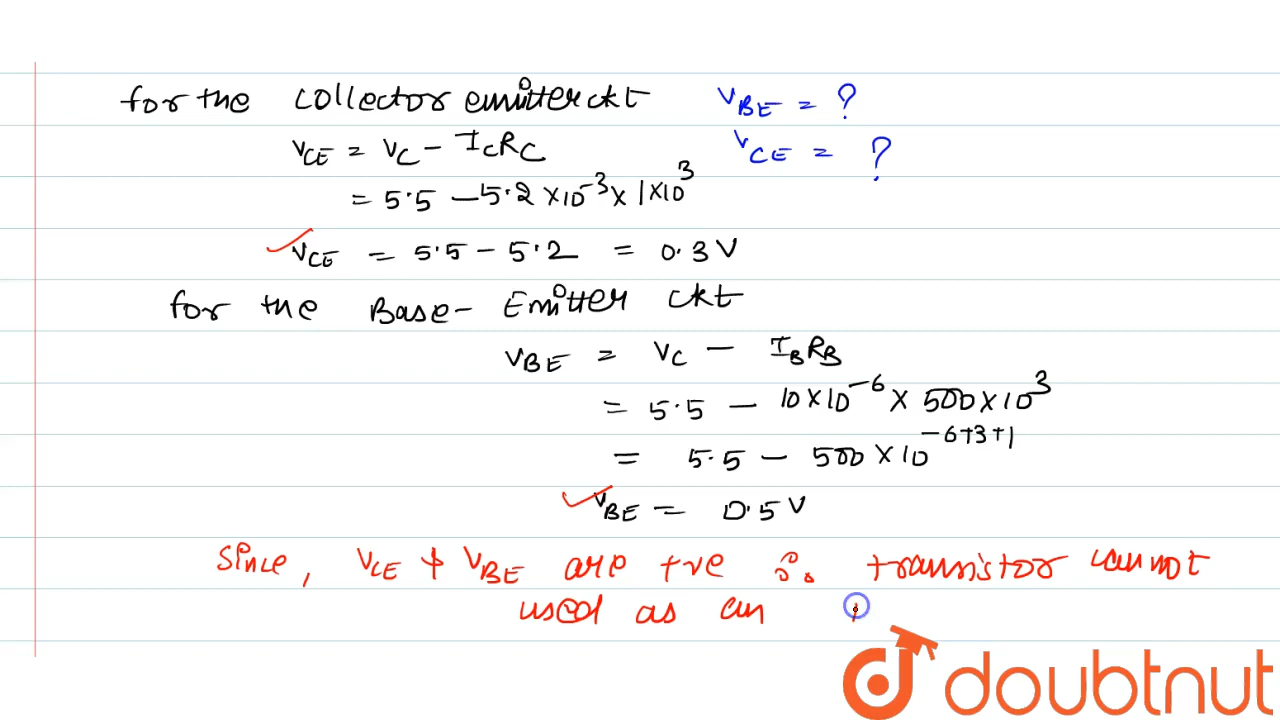 for the collector emitter ckt VBE = ?
VCE = VC - ICRC VCE = ?
= 5.5 - 5.2 × 10^-3 × 1×10^3
VCE = 5.5 - 5.2 = 0.3 V
for the Base-Emitter ckt
VBE = VC - IBRB
= 5.5 - 10×10^-6 × 500×10^3
= 5.5 - 500×10^-6+3+1
VBE = 0.5 V
Since, VCE & VBE are +ve ∴ transistor cannot
used as an
doubtnut